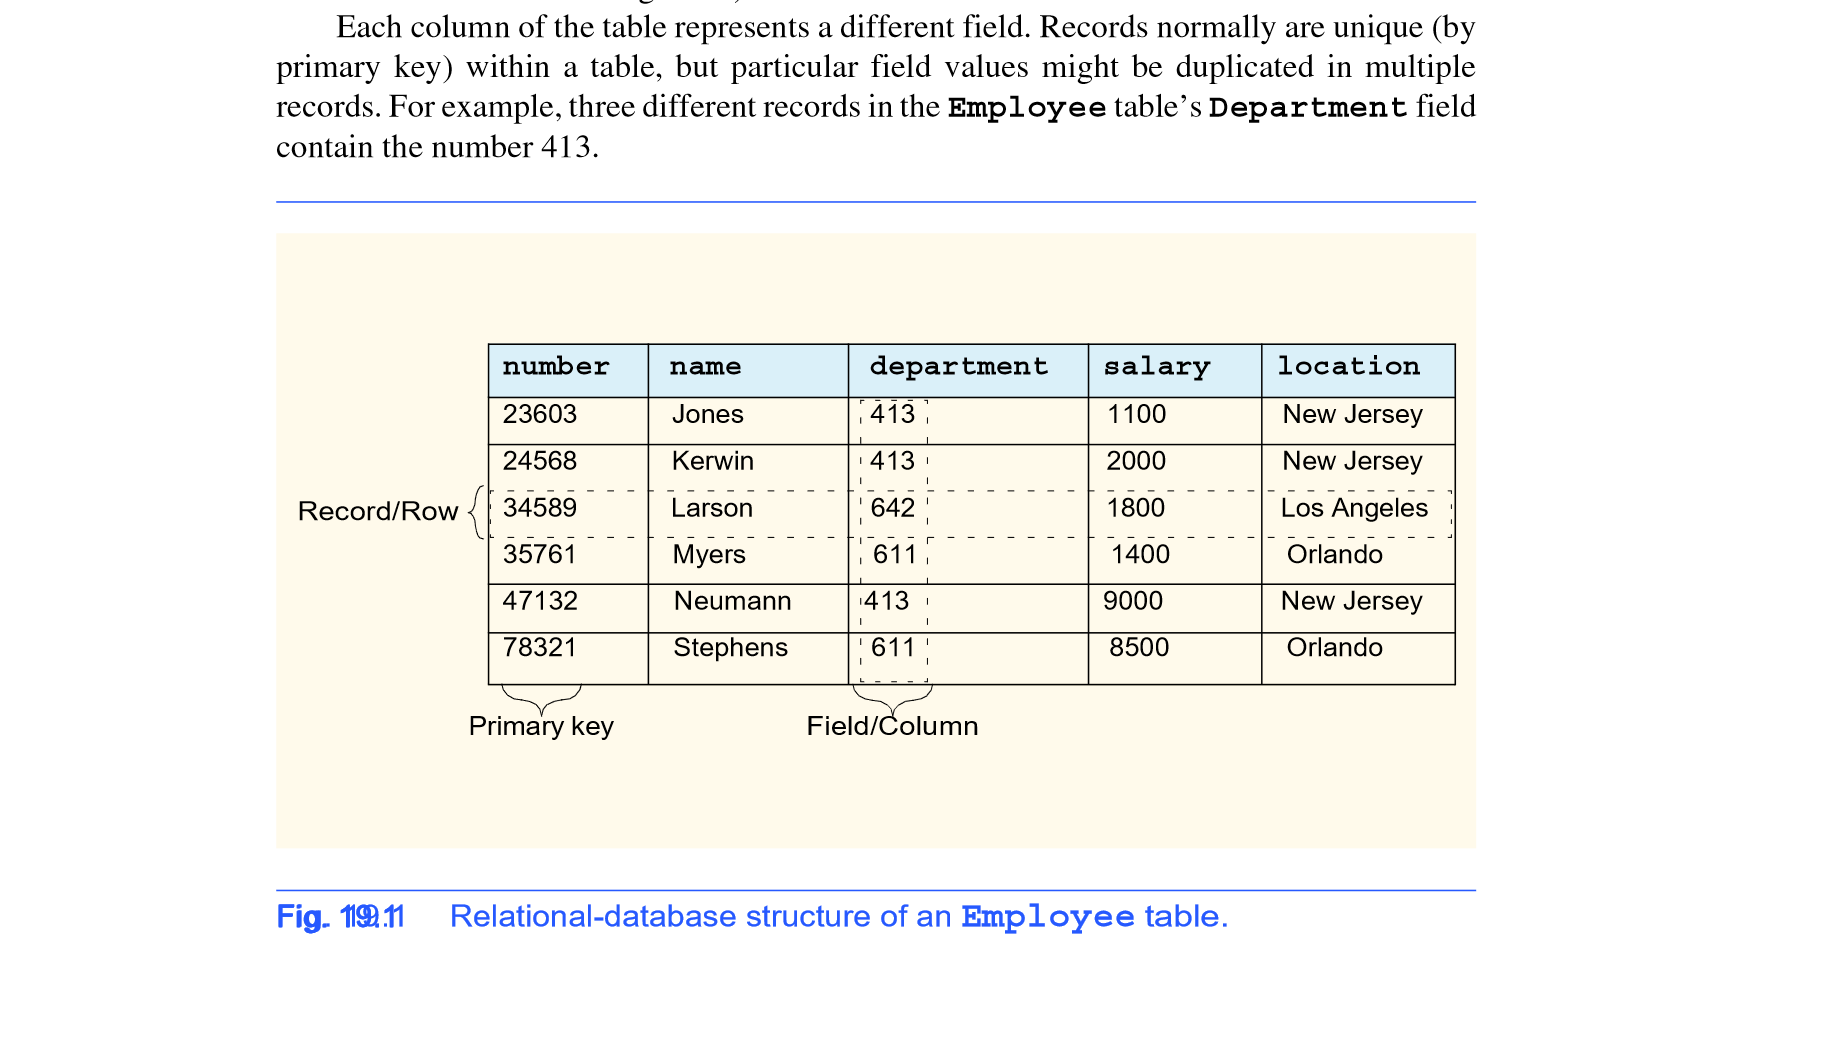 Each column of the table represents a different field. Records normally are unique (by
primary key) within a table, but particular field values might be duplicated in multiple
records. For example, three different records in the Employee table's Department field
contain the number 413.
number name department salary location
23603 Jones 413 1100 New Jersey
24568 Kerwin 413 2000 New Jersey
Record/Row 34589 Larson 642 1800 Los Angeles
35761 Myers 611 1400 Orlando
47132 Neumann 413 9000 New Jersey
78321 Stephens 611 8500 Orlando
Primary key Field/Column
Fig. 19.1 Relational-database structure of an Employee table.